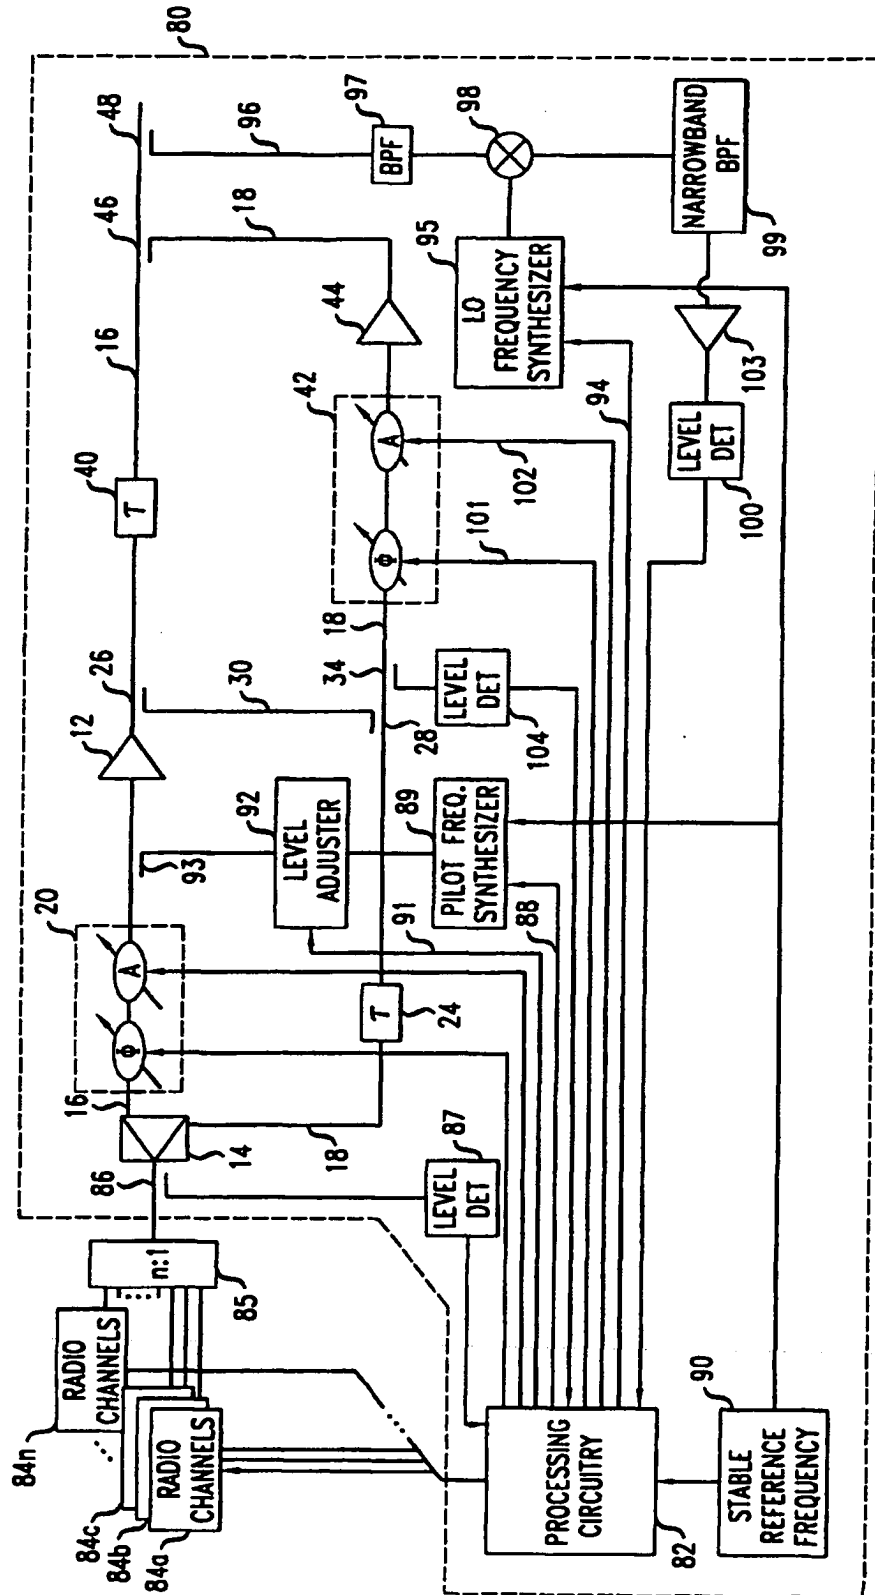 80
84n
RADIO
CHANNELS
84c
84b
84a
RADIO
CHANNELS
n:1
85
86
14
16
Φ
A
20
93
12
26
τ
40
16
46
48
18
18
LEVEL
DET
87
τ
24
LEVEL
ADJUSTER
92
91
PILOT FREQ.
SYNTHESIZER
89
88
30
28
34
18
LEVEL
DET
104
Φ
A
42
44
101
102
96
BPF
97
98
LO
FREQUENCY
SYNTHESIZER
95
94
NARROWBAND
BPF
99
103
LEVEL
DET
100
PROCESSING
CIRCUITRY
82
STABLE
REFERENCE
FREQUENCY
90